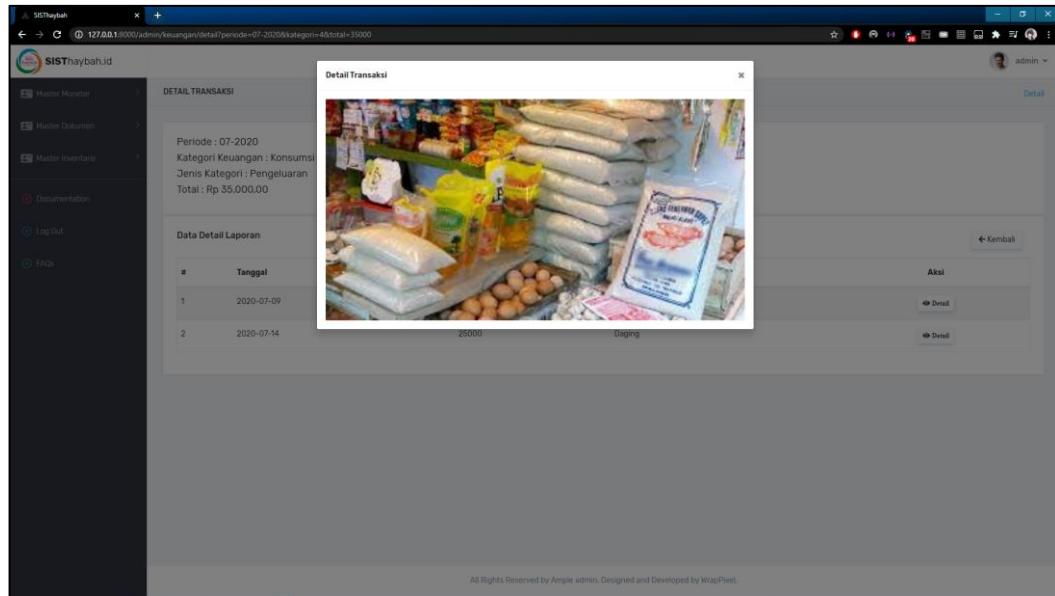 SISThaybah
127.0.0.1:8000/admin/keuangan/detail?periode=07-2020&kategori=4&total=35000
SISThaybah.id
admin
Master Moneter
Master Dokumen
Master Inventaris
Documentation
Log Out
FAQs
DETAIL TRANSAKSI
Detail
Detail Transaksi
Periode : 07-2020
Kategori Keuangan : Konsumsi
Jenis Kategori : Pengeluaran
Total : Rp 35,000.00
Data Detail Laporan
Kembali
# Tanggal Aksi
1 2020-07-09 Detail
2 2020-07-14 25000 Daging Detail
All Rights Reserved by Ample admin. Designed and Developed by WrapPixel.